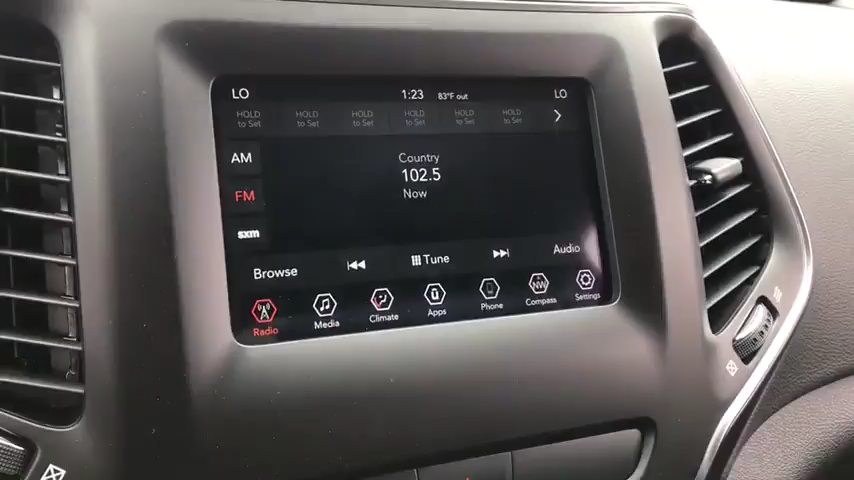 LO 1:23 83°F out LO
HOLD to Set HOLD to Set HOLD to Set HOLD to Set HOLD to Set HOLD to Set
AM
Country
102.5
FM
Now
sxm
Browse Tune Audio
Radio Media Climate Apps Phone NW Compass Settings